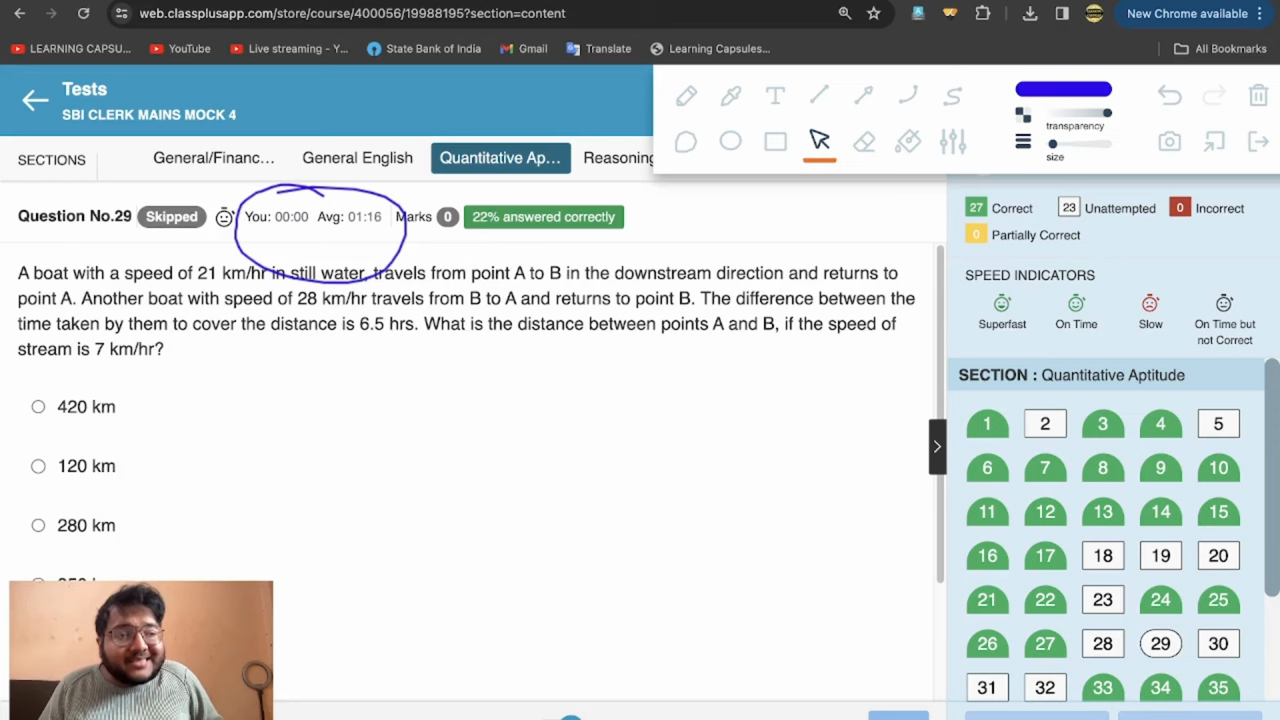 web.classplusapp.com/store/course/400056/19988195?section=content
New Chrome available
LEARNING CAPSU...
YouTube
Live streaming - Y...
State Bank of India
Gmail
Translate
Learning Capsules...
All Bookmarks
Tests
SBI CLERK MAINS MOCK 4
T
transparency
size
SECTIONS
General/Financ...
General English
Quantitative Ap...
Reasoning
Question No.29
Skipped
You: 00:00
Avg: 01:16
Marks 0
22% answered correctly
27 Correct
23 Unattempted
0 Incorrect
0 Partially Correct
A boat with a speed of 21 km/hr in still water, travels from point A to B in the downstream direction and returns to
point A. Another boat with speed of 28 km/hr travels from B to A and returns to point B. The difference between the
time taken by them to cover the distance is 6.5 hrs. What is the distance between points A and B, if the speed of
stream is 7 km/hr?
420 km
120 km
280 km
SPEED INDICATORS
Superfast
On Time
Slow
On Time but
not Correct
SECTION : Quantitative Aptitude
1 2 3 4 5
6 7 8 9 10
11 12 13 14 15
16 17 18 19 20
21 22 23 24 25
26 27 28 29 30
31 32 33 34 35